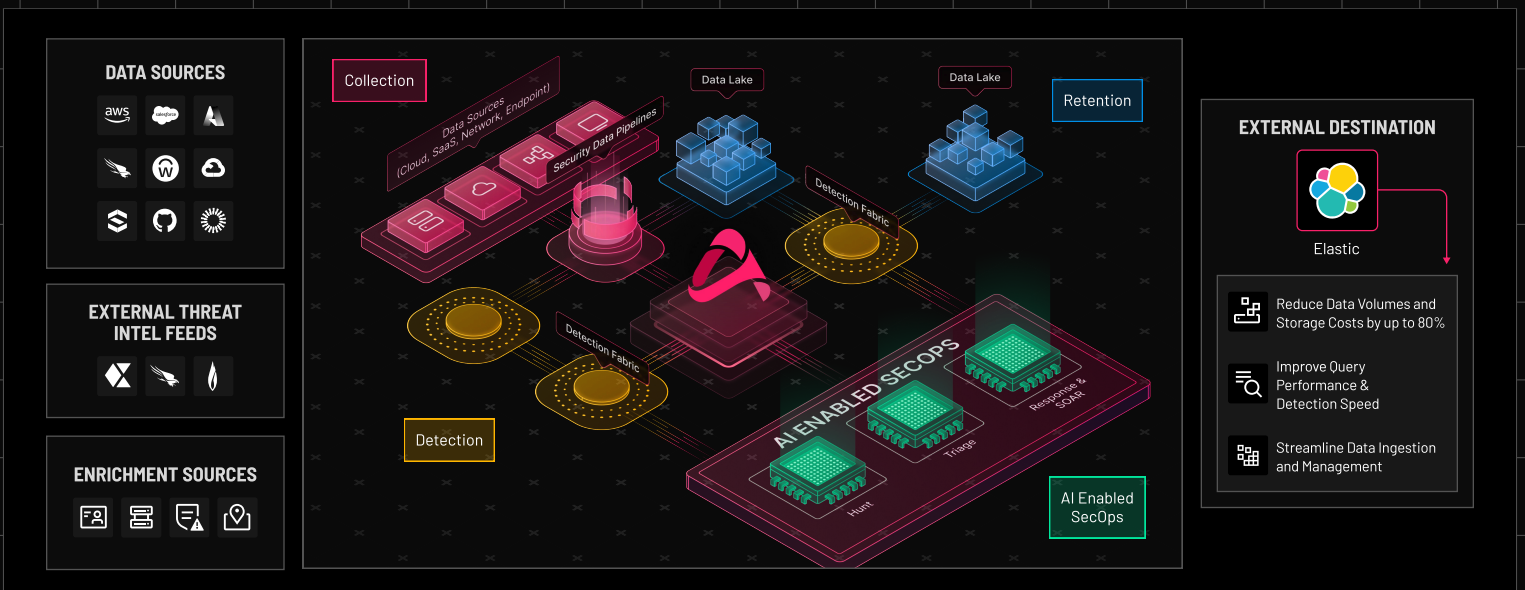 DATA SOURCES
aws
salesforce
W
EXTERNAL THREAT
INTEL FEEDS
ENRICHMENT SOURCES
Collection
Data Sources
(Cloud, SaaS, Network, Endpoint)
Security Data Pipelines
Data Lake
Data Lake
Retention
Detection Fabric
Detection Fabric
Detection
AI ENABLED SECOPS
Hunt
Triage
Response &
SOAR
AI Enabled
SecOps
EXTERNAL DESTINATION
Elastic
Reduce Data Volumes and
Storage Costs by up to 80%
Improve Query
Performance &
Detection Speed
Streamline Data Ingestion
and Management